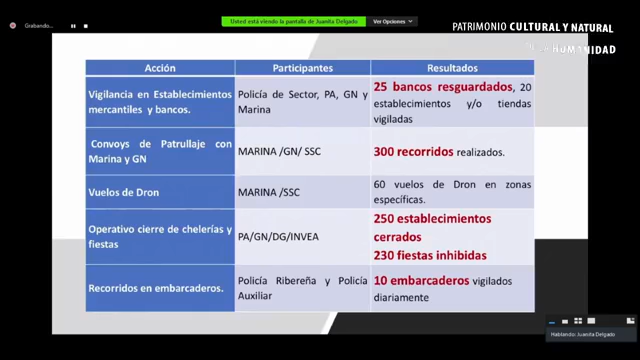 Grabando...
Usted está viendo la pantalla de Juanita Delgado
Ver Opciones
PATRIMONIO CULTURAL Y NATURAL
HUMANIDAD
Acción
Participantes
Resultados
Vigilancia en Establecimientos
mercantiles y bancos.
Policía de Sector, PA, GN y
Marina
25 bancos resguardados, 20
establecimientos y/o tiendas
vigiladas
Convoys de Patrullaje con
Marina y GN
MARINA /GN/ SSC
300 recorridos realizados.
Vuelos de Dron
MARINA /SSC
60 vuelos de Dron en zonas
específicas.
Operativo cierre de chelerías y
fiestas
PA/GN/DG/INVEA
250 establecimientos
cerrados
230 fiestas inhibidas
Recorridos en embarcaderos.
Policía Ribereña y Policía
Auxiliar
10 embarcaderos vigilados
diariamente
Hablando: Juanita Delgado